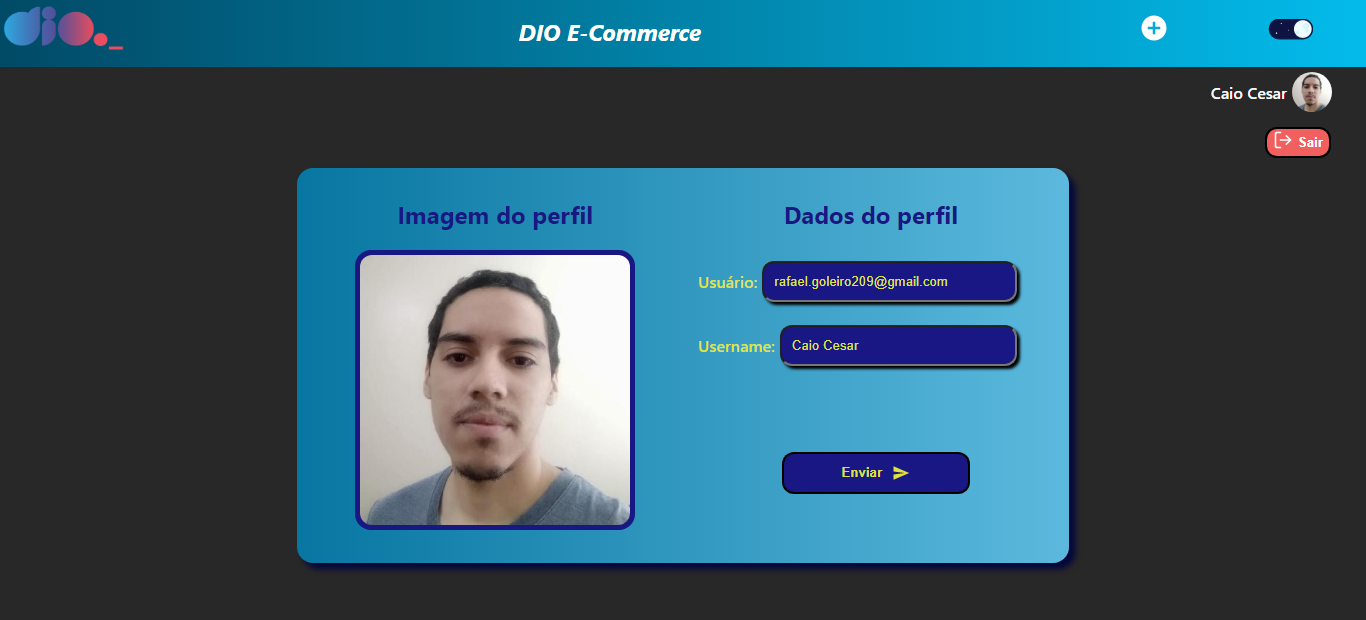 dio._
DIO E-Commerce
Caio Cesar
Sair
Imagem do perfil
Dados do perfil
Usuário: rafael.goleiro209@gmail.com
Username: Caio Cesar
Enviar